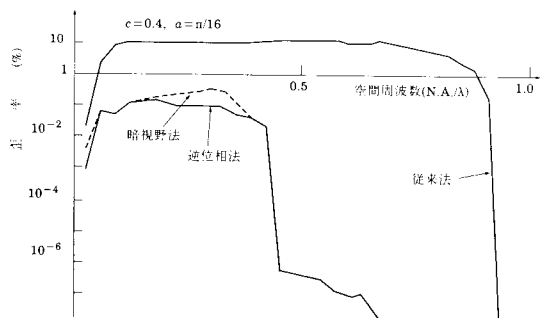 c=0.4, a=π/16
歪率 (%)
10
1
10⁻²
10⁻⁴
10⁻⁶
0.5
1.0
空間周波数(N.A./λ)
暗視野法
逆位相法
従来法